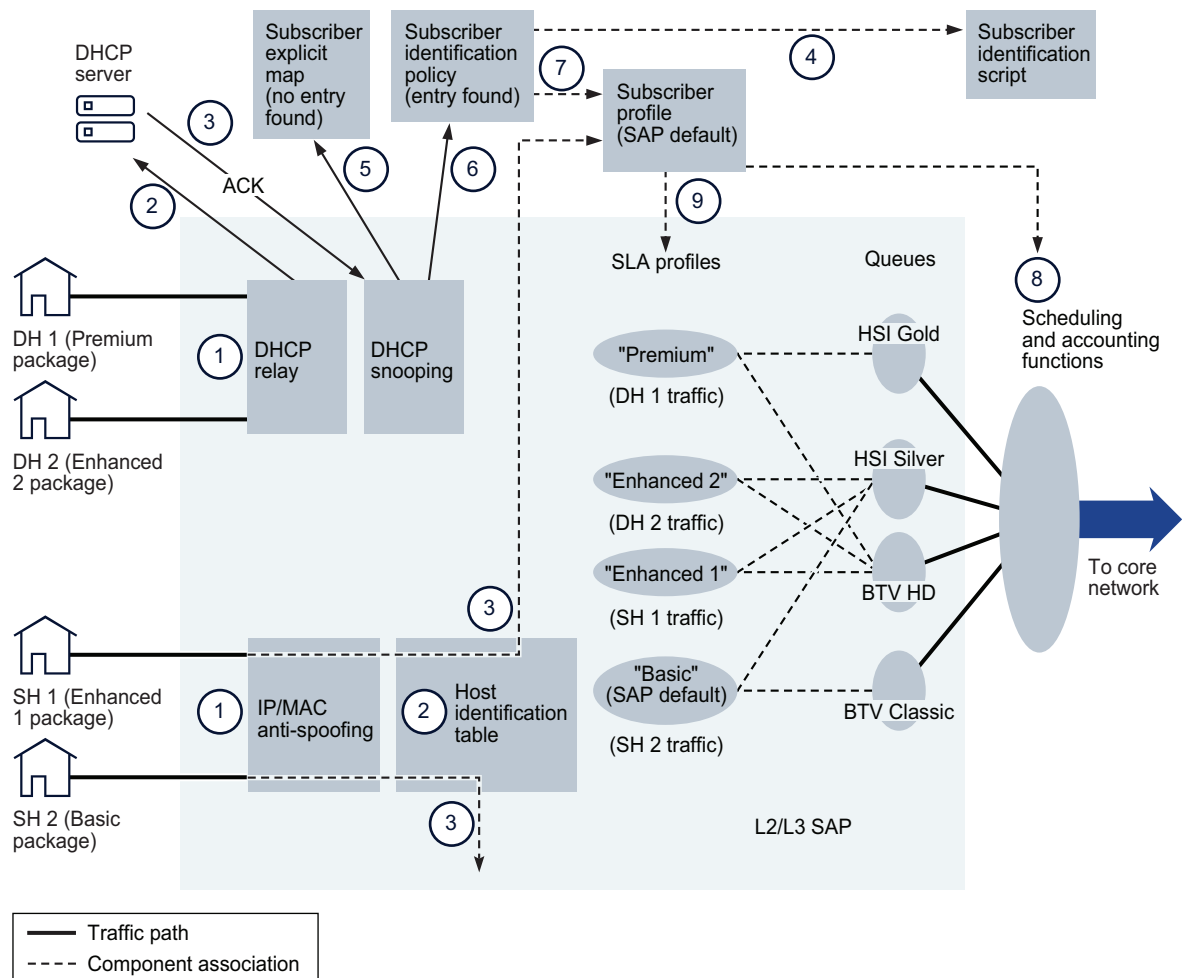 DHCP
server
Subscriber
explicit
map
(no entry
found)
Subscriber
identification
policy
(entry found)
4
Subscriber
identification
script
7
Subscriber
profile
(SAP default)
3
ACK
2
5
6
9
SLA profiles
Queues
8
Scheduling
and accounting
functions
DH 1 (Premium
package)
1
DHCP
relay
DHCP
snooping
DH 2 (Enhanced
2 package)
"Premium"
(DH 1 traffic)
HSI Gold
"Enhanced 2"
(DH 2 traffic)
HSI Silver
"Enhanced 1"
(SH 1 traffic)
BTV HD
To core
network
3
SH 1 (Enhanced
1 package)
1
IP/MAC
anti-spoofing
2
Host
identification
table
"Basic"
(SAP default)
(SH 2 traffic)
BTV Classic
SH 2 (Basic
package)
3
L2/L3 SAP
Traffic path
Component association